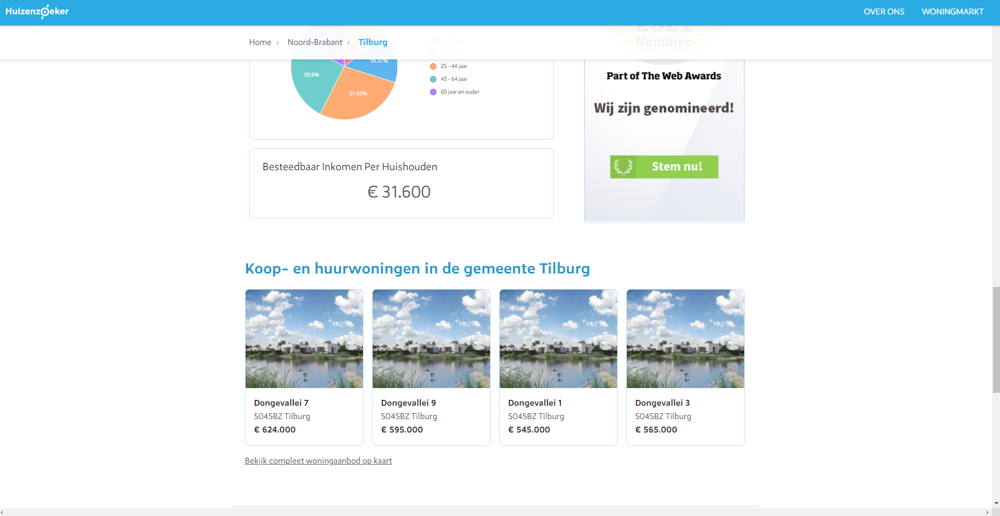 Huizenzoeker
OVER ONS
WONINGMARKT
Home › Noord-Brabant › Tilburg
2021
Nominee
15.37%
25.6%
27.53%
25 - 44 jaar
45 - 64 jaar
65 jaar en ouder
Part of The Web Awards
Wij zijn genomineerd!
Stem nu!
Besteedbaar Inkomen Per Huishouden
€ 31.600
Koop- en huurwoningen in de gemeente Tilburg
Dongevallei 7
5045BZ Tilburg
€ 624.000
Dongevallei 9
5045BZ Tilburg
€ 595.000
Dongevallei 1
5045BZ Tilburg
€ 545.000
Dongevallei 3
5045BZ Tilburg
€ 565.000
Bekijk compleet woningaanbod op kaart